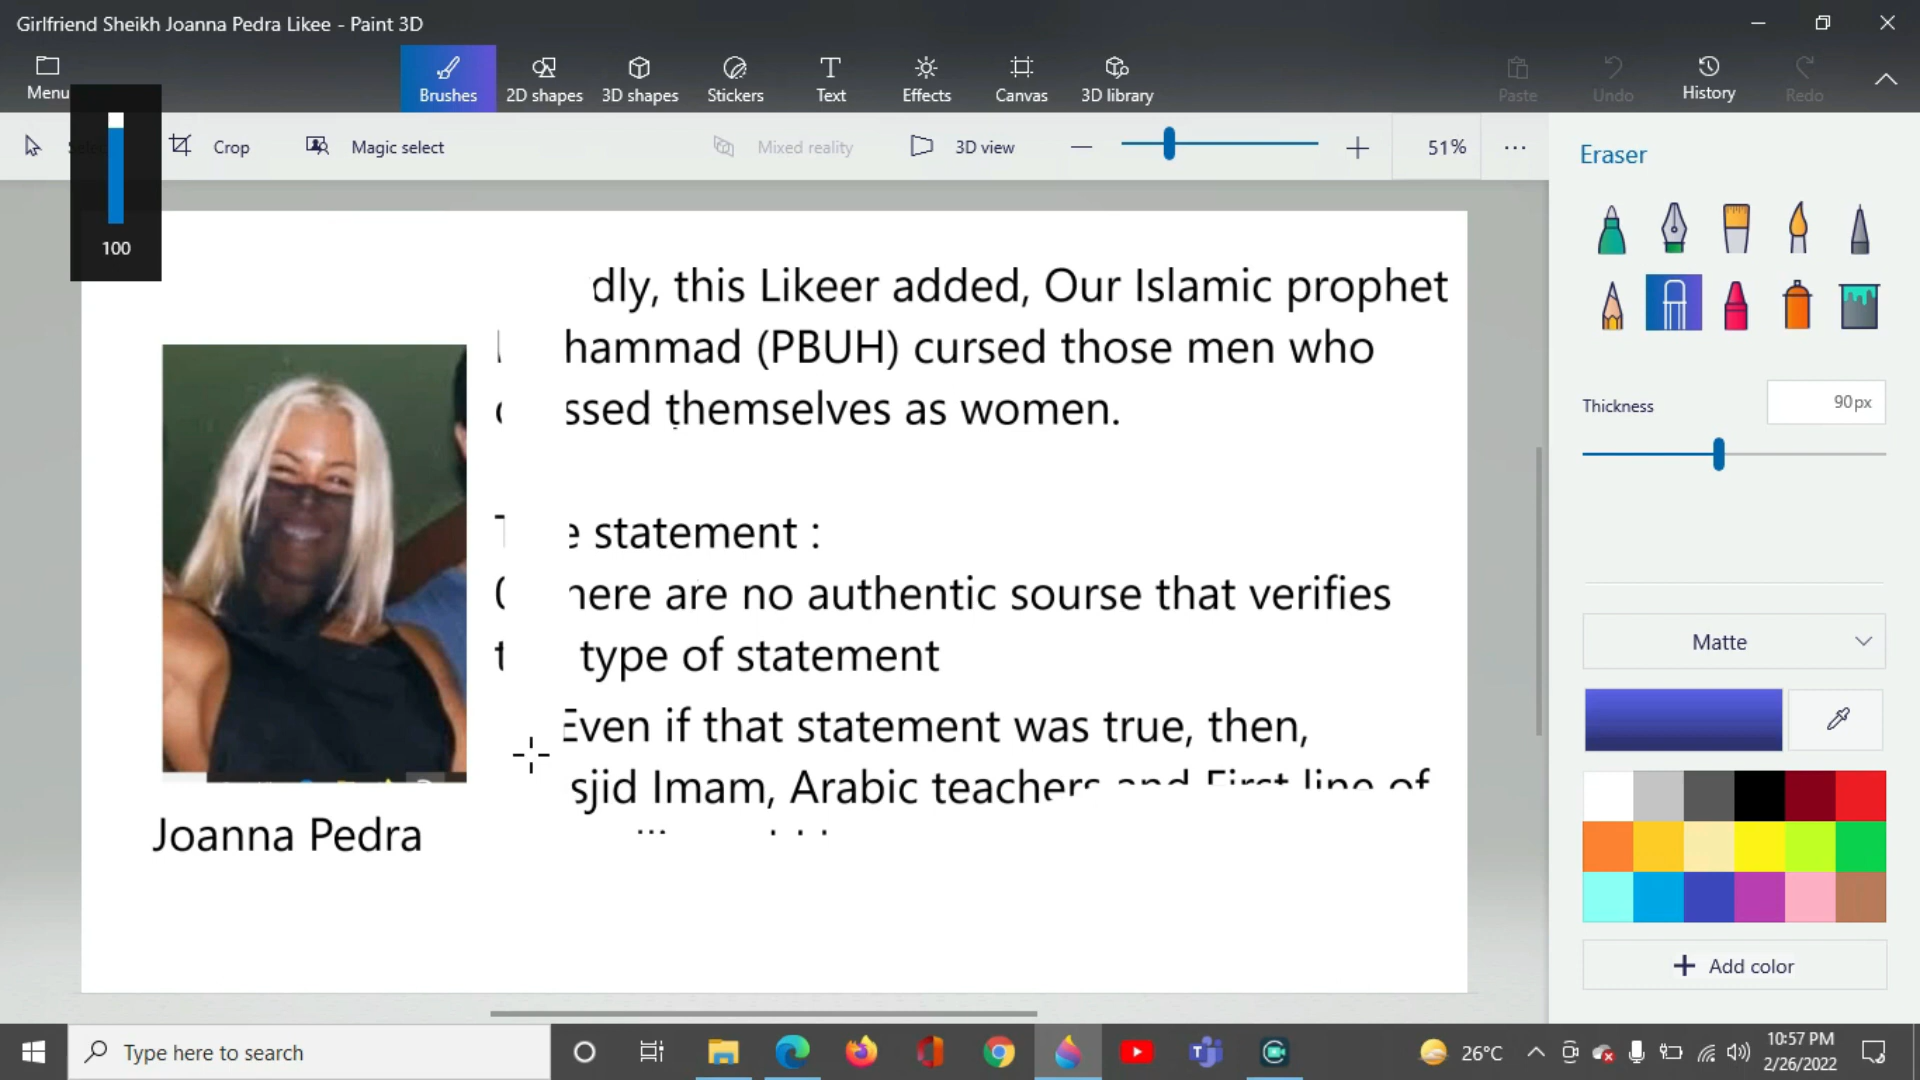 Girlfriend Sheikh Joanna Pedra Likee - Paint 3D
Menu
Brushes
2D shapes
3D shapes
Stickers
Text
Effects
Canvas
3D library
Paste
Undo
History
Redo
Crop
Magic select
Mixed reality
3D view
51%
100
Eraser
Thickness
90px
Matte
Add color
dly, this Likeer added, Our Islamic prophet
hammad (PBUH) cursed those men who
ssed themselves as women.
e statement :
here are no authentic sourse that verifies
t type of statement
Even if that statement was true, then,
sjid Imam, Arabic teachers and First line of
Joanna Pedra
Type here to search
26°C
10:57 PM
2/26/2022